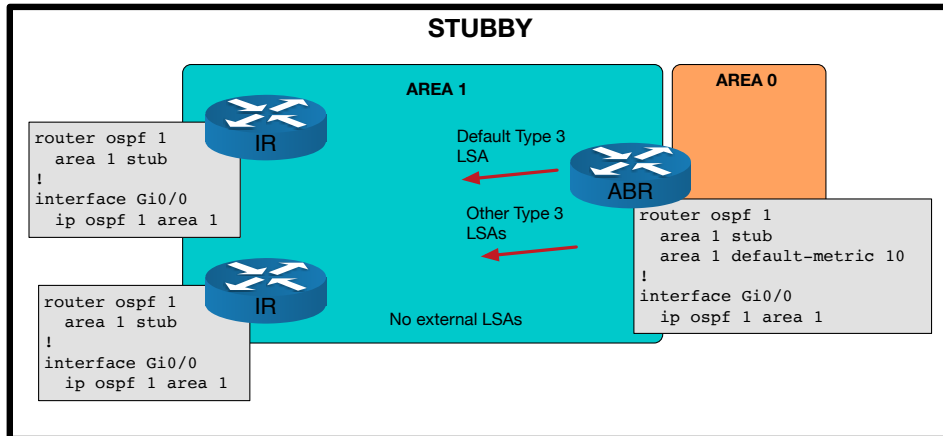 STUBBY
AREA 1
AREA 0
IR
router ospf 1
  area 1 stub
!
interface Gi0/0
  ip ospf 1 area 1
Default Type 3
LSA
ABR
Other Type 3
LSAs
router ospf 1
  area 1 stub
  area 1 default-metric 10
!
interface Gi0/0
  ip ospf 1 area 1
IR
router ospf 1
  area 1 stub
!
interface Gi0/0
  ip ospf 1 area 1
No external LSAs